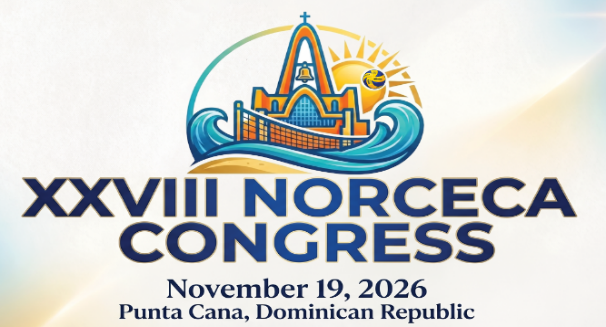 XXVIII NORCECA
CONGRESS
November 19, 2026
Punta Cana, Dominican Republic